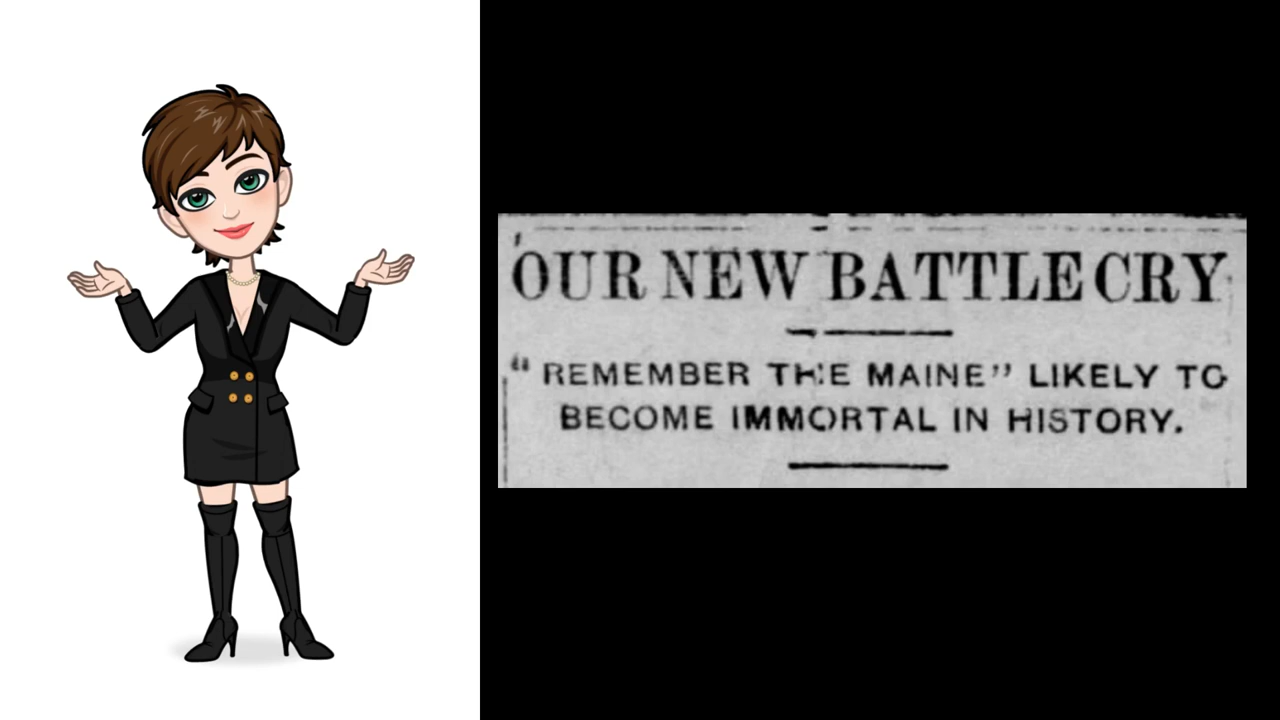 OUR NEW BATTLE CRY
"REMEMBER THE MAINE" LIKELY TO
BECOME IMMORTAL IN HISTORY.